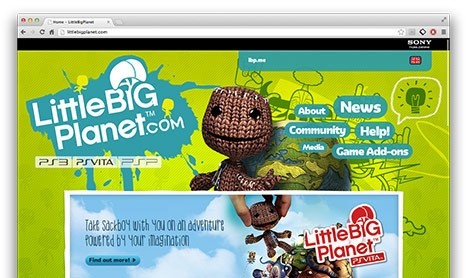 Home - LittleBigPlanet
littlebigplanet.com
SONY
lbp.me
LittleBIG
Planet™.COM
About
News
Community
Help!
Media
Game Add-ons
PS3 PSVITA PSP
Take Sackboy with you on an adventure
powered by your imagination
Find out more!
LittleBIG
Planet™
PSVITA